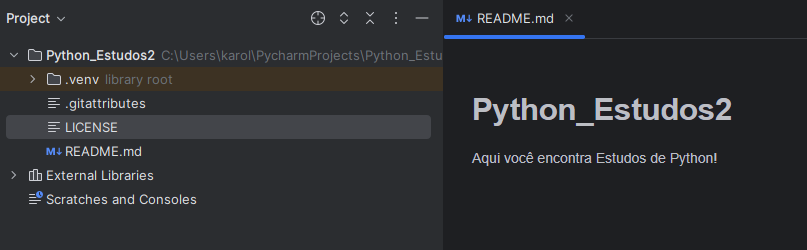 Project
Python_Estudos2 C:\Users\karol\PycharmProjects\Python_Estu
.venv library root
.gitattributes
LICENSE
M↓ README.md
External Libraries
Scratches and Consoles
M↓ README.md
Python_Estudos2
Aqui você encontra Estudos de Python!